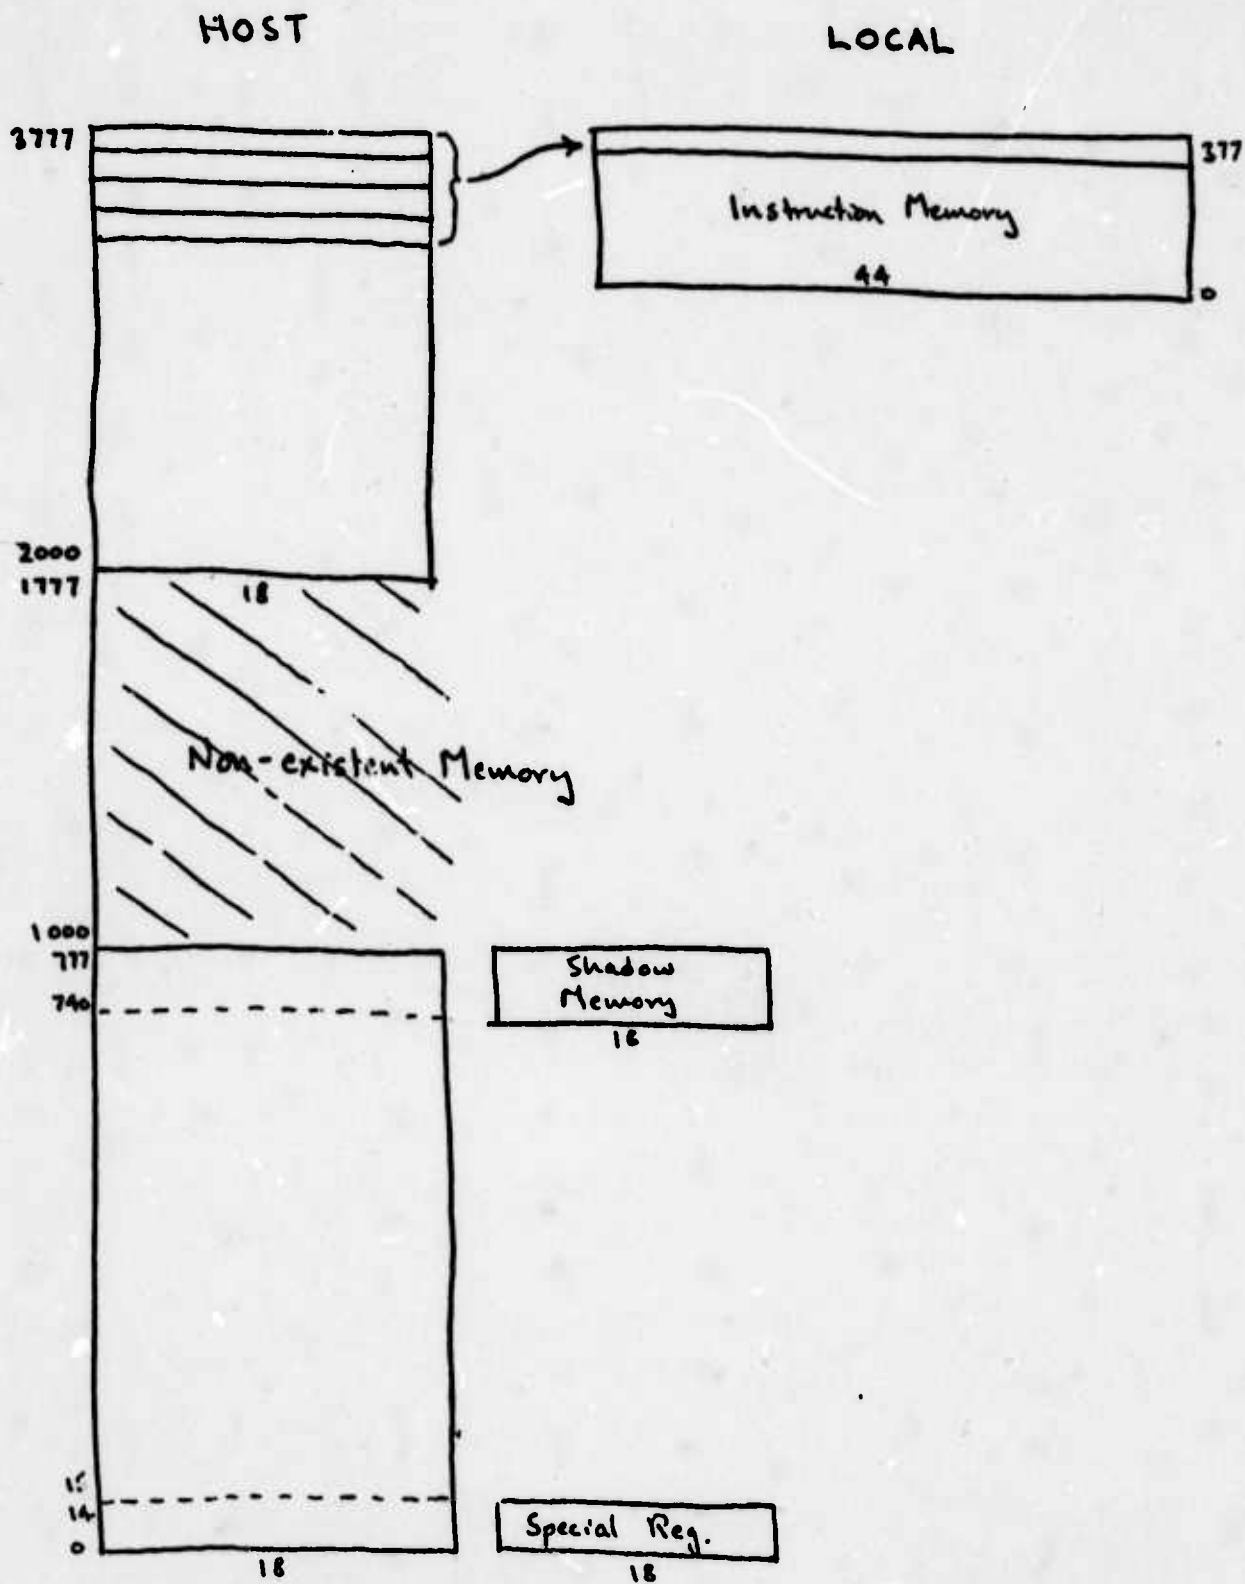 HOST
LOCAL
3777
377
Instruction Memory
44
0
2000
1777
18
Non-existent Memory
1000
777
Shadow
Memory
740
18
15
14
Special Reg.
0
18
18